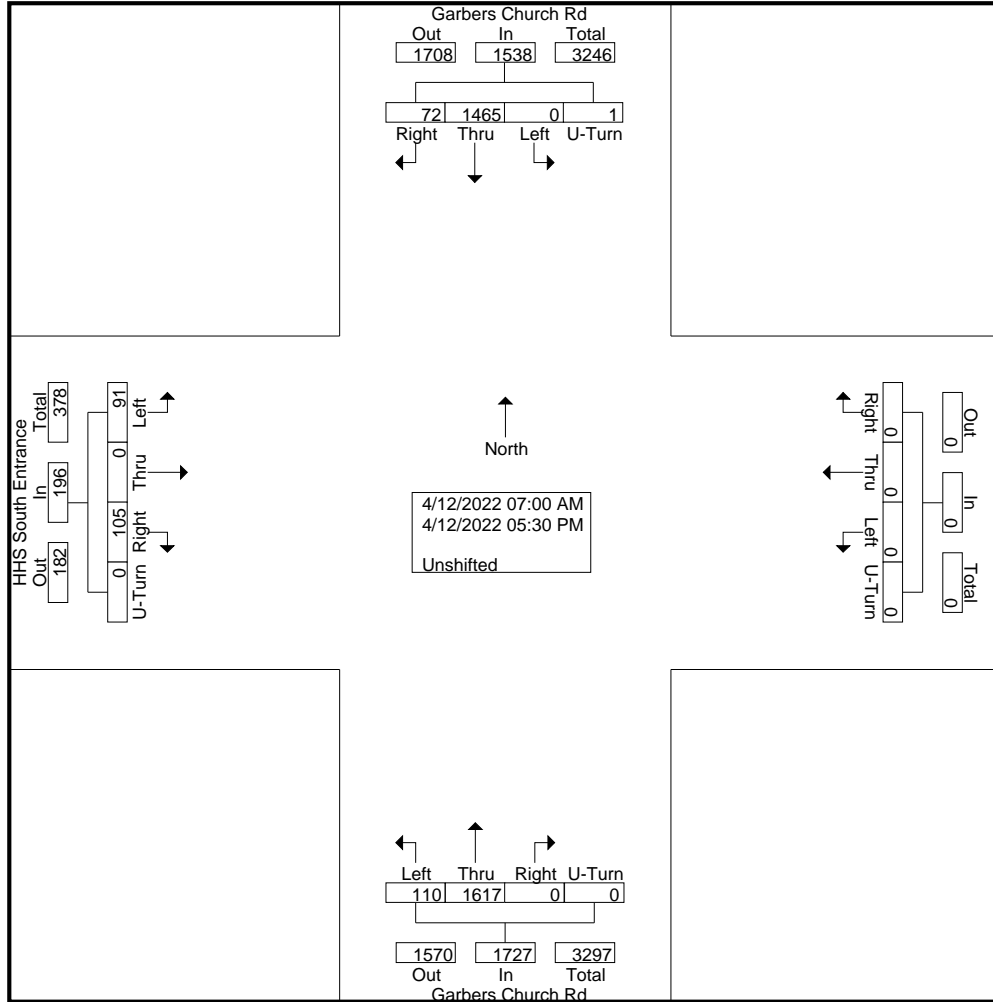 Garbers Church Rd
Out In Total
1708 1538 3246
72 1465 0 1
Right Thru Left U-Turn
HHS South Entrance
Total In Out
378 196 182
91 0 105 0
Left Thru Right U-Turn
North
4/12/2022 07:00 AM
4/12/2022 05:30 PM
Unshifted
Right Thru Left U-Turn
0 0 0 0
Out In Total
0 0 0
Left Thru Right U-Turn
110 1617 0 0
1570 1727 3297
Out In Total
Garbers Church Rd